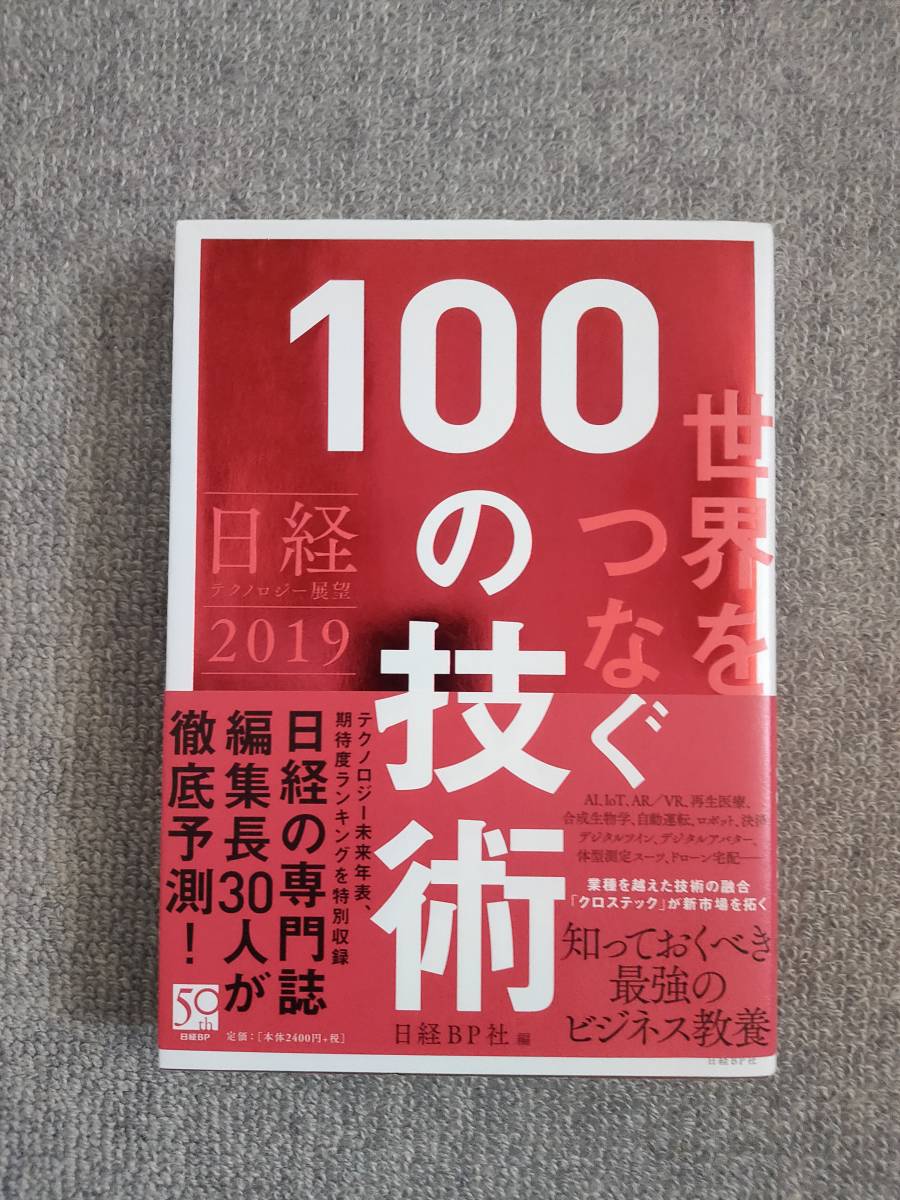 世界を
つなぐ
100
の技術
日経
テクノロジー展望
2019
AI、IoT、AR／VR、再生医療、
合成生物学、自動運転、ロボット、決済
デジタルツイン、デジタルアバター、
体型測定スーツ、ドローン宅配——
業種を越えた技術の融合
「クロステック」が新市場を拓く
知っておくべき
最強の
ビジネス教養
テクノロジー未来年表、
期待度ランキングを特別収録
日経の専門誌
編集長30人が
徹底予測！
50th
日経BP
定価：［本体2400円+税］
日経BP社 編
日経BP社